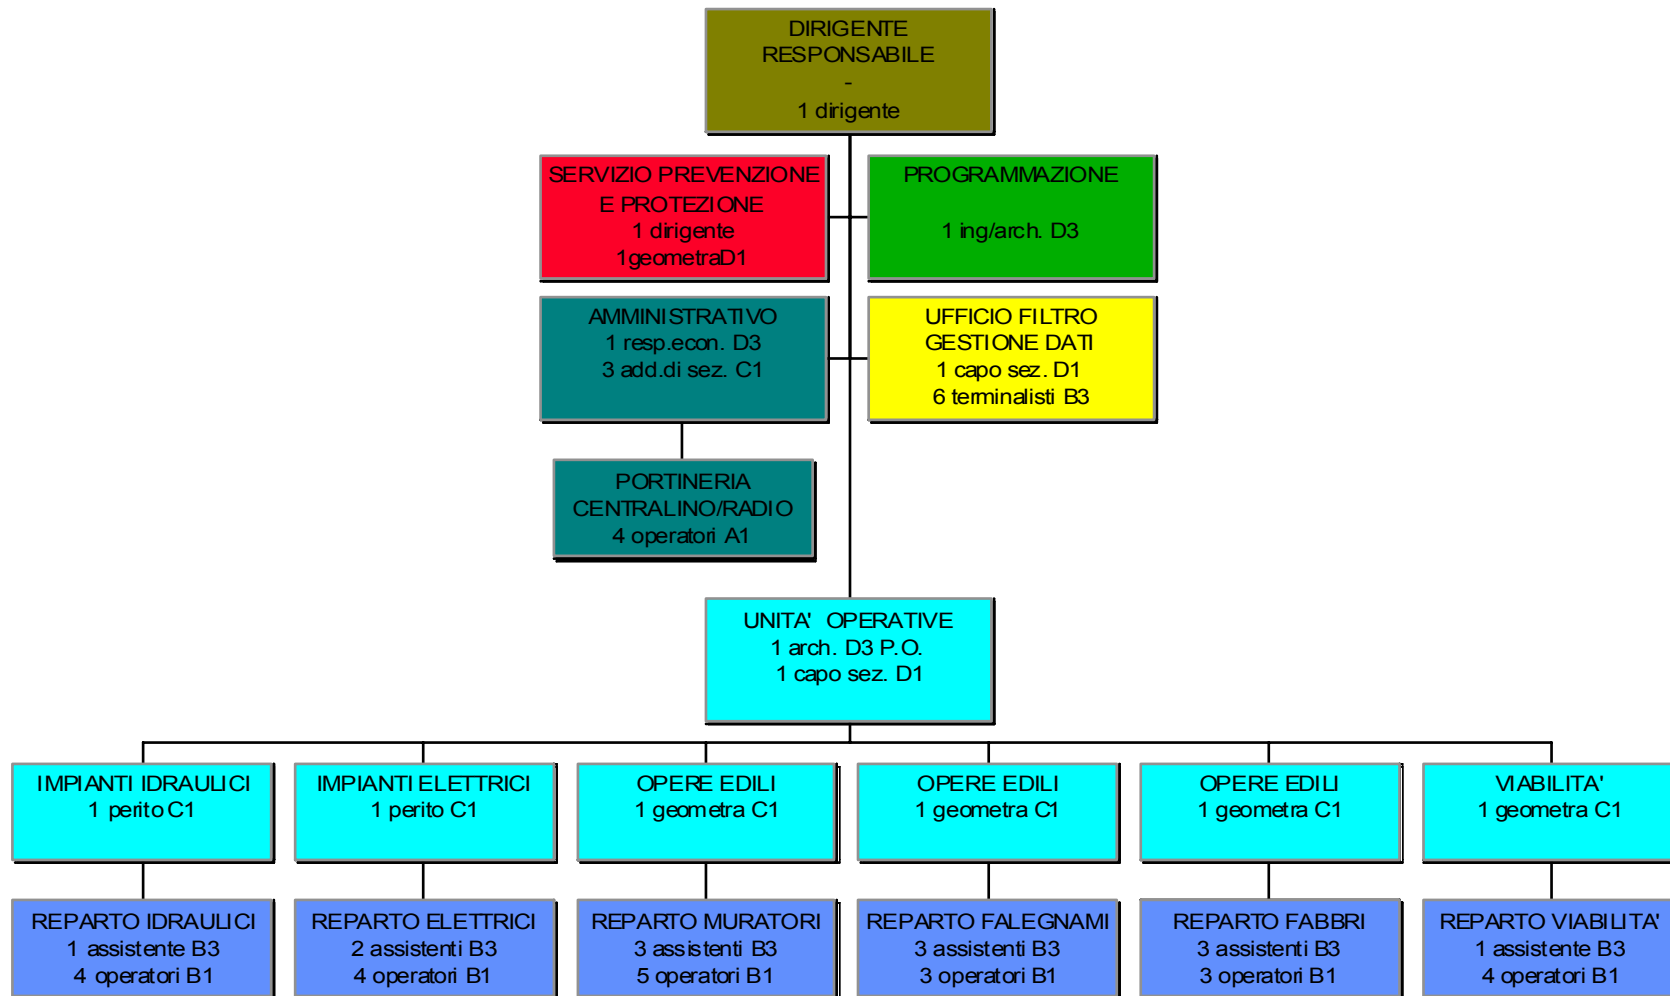 DIRIGENTE
RESPONSABILE
-
1 dirigente
SERVIZIO PREVENZIONE
E PROTEZIONE
1 dirigente
1geometraD1
PROGRAMMAZIONE
1 ing/arch. D3
AMMINISTRATIVO
1 resp.econ. D3
3 add.di sez. C1
UFFICIO FILTRO
GESTIONE DATI
1 capo sez. D1
6 terminalisti B3
PORTINERIA
CENTRALINO/RADIO
4 operatori A1
UNITA' OPERATIVE
1 arch. D3 P.O.
1 capo sez. D1
IMPIANTI IDRAULICI
1 perito C1
IMPIANTI ELETTRICI
1 perito C1
OPERE EDILI
1 geometra C1
OPERE EDILI
1 geometra C1
OPERE EDILI
1 geometra C1
VIABILITA'
1 geometra C1
REPARTO IDRAULICI
1 assistente B3
4 operatori B1
REPARTO ELETTRICI
2 assistenti B3
4 operatori B1
REPARTO MURATORI
3 assistenti B3
5 operatori B1
REPARTO FALEGNAMI
3 assistenti B3
3 operatori B1
REPARTO FABBRI
3 assistenti B3
3 operatori B1
REPARTO VIABILITA'
1 assistente B3
4 operatori B1